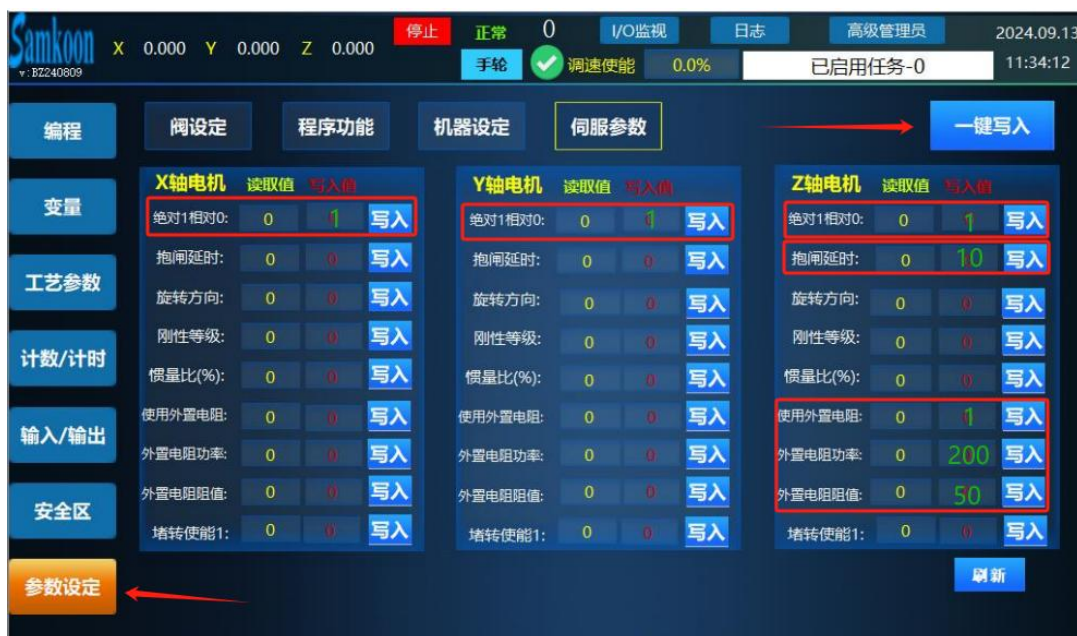 Samkoon X 0.000 Y 0.000 Z 0.000 停止 正常 0 I/O监视 日志 高级管理员 2024.09.13
v:BZ240809 手轮 调速使能 0.0% 已启用任务-0 11:34:12
编程 阀设定 程序功能 机器设定 伺服参数 一键写入
变量
工艺参数
计数/计时
输入/输出
安全区
参数设定
X轴电机 读取值 写入值
绝对1相对0: 0 1 写入
抱闸延时: 0 0 写入
旋转方向: 0 0 写入
刚性等级: 0 0 写入
惯量比(%): 0 0 写入
使用外置电阻: 0 0 写入
外置电阻功率: 0 0 写入
外置电阻阻值: 0 0 写入
堵转使能1: 0 0 写入
Y轴电机 读取值 写入值
绝对1相对0: 0 1 写入
抱闸延时: 0 0 写入
旋转方向: 0 0 写入
刚性等级: 0 0 写入
惯量比(%): 0 0 写入
使用外置电阻: 0 0 写入
外置电阻功率: 0 0 写入
外置电阻阻值: 0 0 写入
堵转使能1: 0 0 写入
Z轴电机 读取值 写入值
绝对1相对0: 0 1 写入
抱闸延时: 0 10 写入
旋转方向: 0 0 写入
刚性等级: 0 0 写入
惯量比(%): 0 0 写入
使用外置电阻: 0 1 写入
外置电阻功率: 0 200 写入
外置电阻阻值: 0 50 写入
堵转使能1: 0 0 写入
刷新